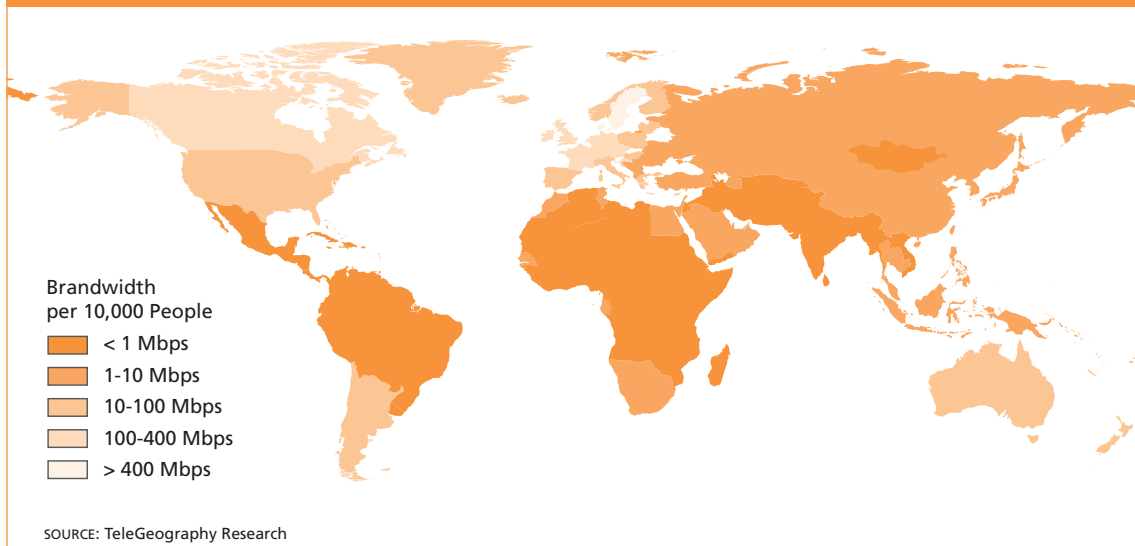 Brandwidth
per 10,000 People
< 1 Mbps
1-10 Mbps
10-100 Mbps
100-400 Mbps
> 400 Mbps
SOURCE: TeleGeography Research